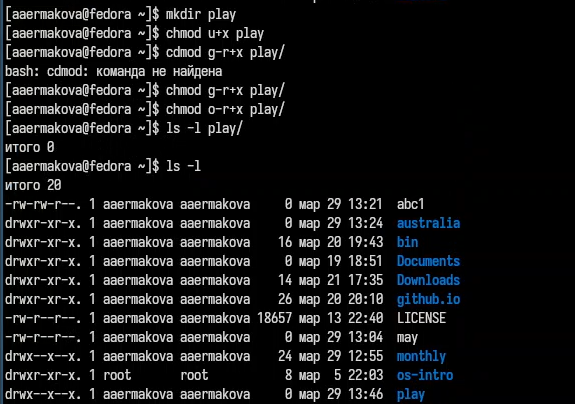 [aaermakova@fedora ~]$ mkdir play
[aaermakova@fedora ~]$ chmod u+x play
[aaermakova@fedora ~]$ cdmod g-r+x play/
bash: cdmod: команда не найдена
[aaermakova@fedora ~]$ chmod g-r+x play/
[aaermakova@fedora ~]$ chmod o-r+x play/
[aaermakova@fedora ~]$ ls -l play/
итого 0
[aaermakova@fedora ~]$ ls -l
итого 20
-rw-rw-r--. 1 aaermakova aaermakova 0 мар 29 13:21 abc1
drwxr-xr-x. 1 aaermakova aaermakova 0 мар 29 13:24 australia
drwxr-xr-x. 1 aaermakova aaermakova 16 мар 20 19:43 bin
drwxr-xr-x. 1 aaermakova aaermakova 0 мар 19 18:51 Documents
drwxr-xr-x. 1 aaermakova aaermakova 14 мар 21 17:35 Downloads
drwxr-xr-x. 1 aaermakova aaermakova 26 мар 20 20:10 github.io
-rw-r--r--. 1 aaermakova aaermakova 18657 мар 13 22:40 LICENSE
-rw-r--r--. 1 aaermakova aaermakova 0 мар 29 13:04 may
drwx--x--x. 1 aaermakova aaermakova 24 мар 29 12:55 monthly
drwxr-xr-x. 1 root root 8 мар 5 22:03 os-intro
drwx--x--x. 1 aaermakova aaermakova 0 мар 29 13:46 play